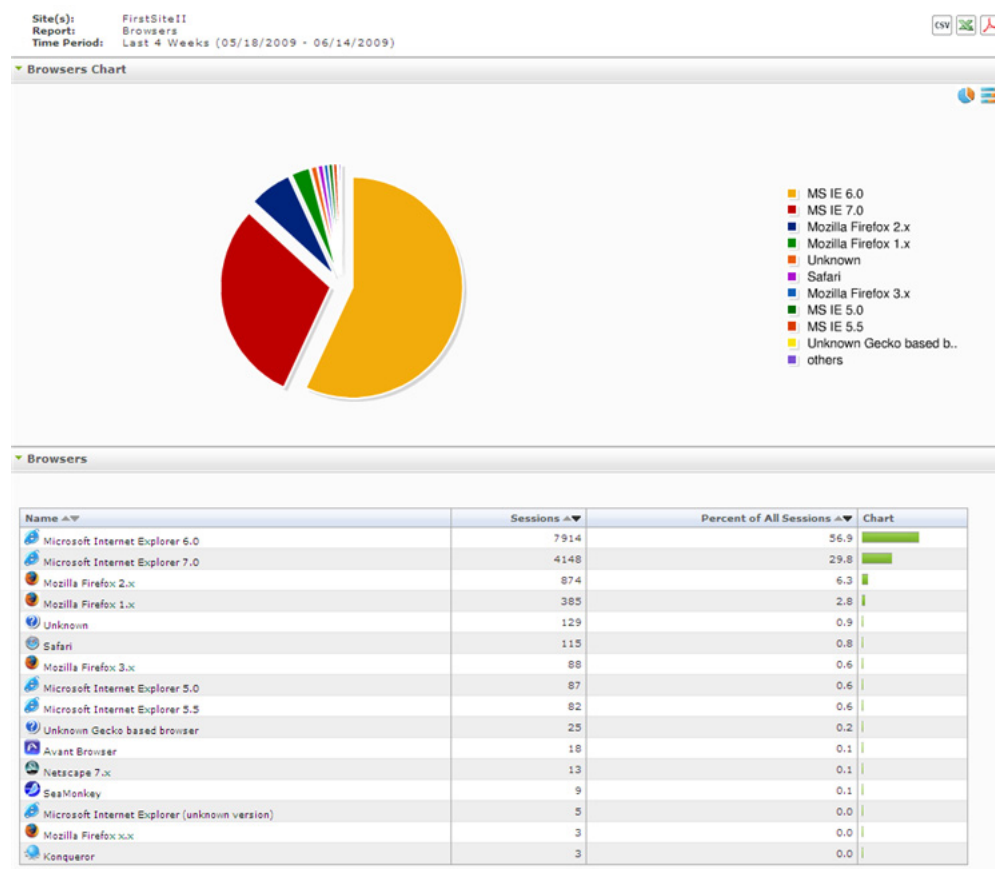 Site(s): FirstSiteII
Report: Browsers
Time Period: Last 4 Weeks (05/18/2009 - 06/14/2009)
CSV
Browsers Chart
MS IE 6.0
MS IE 7.0
Mozilla Firefox 2.x
Mozilla Firefox 1.x
Unknown
Safari
Mozilla Firefox 3.x
MS IE 5.0
MS IE 5.5
Unknown Gecko based b..
others
Browsers
Name Sessions Percent of All Sessions Chart
Microsoft Internet Explorer 6.0 7914 56.9
Microsoft Internet Explorer 7.0 4148 29.8
Mozilla Firefox 2.x 874 6.3
Mozilla Firefox 1.x 385 2.8
Unknown 129 0.9
Safari 115 0.8
Mozilla Firefox 3.x 88 0.6
Microsoft Internet Explorer 5.0 87 0.6
Microsoft Internet Explorer 5.5 82 0.6
Unknown Gecko based browser 25 0.2
Avant Browser 18 0.1
Netscape 7.x 13 0.1
SeaMonkey 9 0.1
Microsoft Internet Explorer (unknown version) 5 0.0
Mozilla Firefox x.x 3 0.0
Konqueror 3 0.0